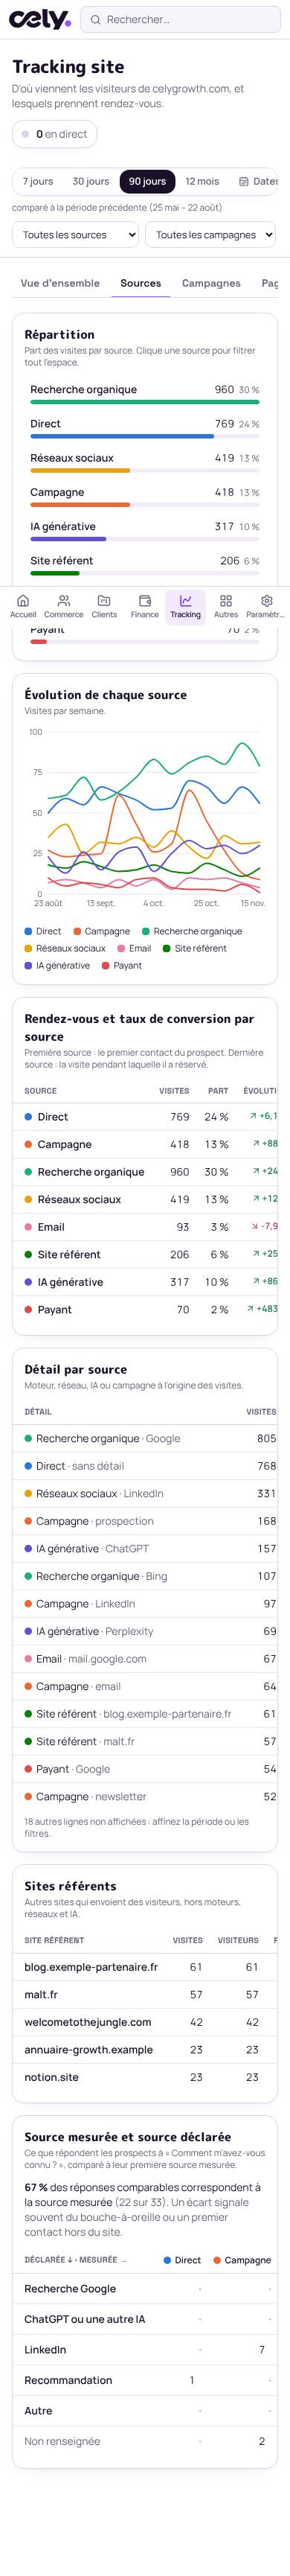 cely
Rechercher...
Tracking site
D'où viennent les visiteurs de celygrowth.com, et
lesquels prennent rendez-vous.
0 en direct
7 jours 30 jours 90 jours 12 mois Dates
comparé à la période précédente (25 mai – 22 août)
Toutes les sources Toutes les campagnes
Vue d'ensemble Sources Campagnes
Répartition
Part des visites par source. Clique une source pour filtrer
tout l'espace.
Recherche organique 960 30 %
Direct 769 24 %
Réseaux sociaux 419 13 %
Campagne 418 13 %
IA générative 317 10 %
Site référent 206 6 %
Accueil Commerce Clients Finance Tracking Autres Paramètr...
Payant 70 2 %
Évolution de chaque source
Visites par semaine.
100
75
50
25
0
23 août 13 sept. 4 oct. 25 oct. 15 nov.
Direct Campagne Recherche organique
Réseaux sociaux Email Site référent
IA générative Payant
Rendez-vous et taux de conversion par
source
Première source : le premier contact du prospect. Dernière
source : la visite pendant laquelle il a réservé.
SOURCE VISITES PART ÉVOLUTI
Direct 769 24 % +6,1
Campagne 418 13 % +88
Recherche organique 960 30 % +24
Réseaux sociaux 419 13 % +12
Email 93 3 % -7,9
Site référent 206 6 % +25
IA générative 317 10 % +86
Payant 70 2 % +483
Détail par source
Moteur, réseau, IA ou campagne à l'origine des visites.
DÉTAIL VISITES
Recherche organique · Google 805
Direct · sans détail 768
Réseaux sociaux · LinkedIn 331
Campagne · prospection 168
IA générative · ChatGPT 157
Recherche organique · Bing 107
Campagne · LinkedIn 97
IA générative · Perplexity 69
Email · mail.google.com 67
Campagne · email 64
Site référent · blog.exemple-partenaire.fr 61
Site référent · malt.fr 57
Payant · Google 54
Campagne · newsletter 52
18 autres lignes non affichées : affinez la période ou les
filtres.
Sites référents
Autres sites qui envoient des visiteurs, hors moteurs,
réseaux et IA.
SITE RÉFÉRENT VISITES VISITEURS
blog.exemple-partenaire.fr 61 61
malt.fr 57 57
welcometothejungle.com 42 42
annuaire-growth.example 23 23
notion.site 23 23
Source mesurée et source déclarée
Ce que répondent les prospects à « Comment m'avez-vous
connu ? », comparé à leur première source mesurée.
67 % des réponses comparables correspondent à
la source mesurée (22 sur 33). Un écart signale
souvent du bouche-à-oreille ou un premier
contact hors du site.
DÉCLARÉE ↓ · MESURÉE → Direct Campagne
Recherche Google · ·
ChatGPT ou une autre IA · ·
LinkedIn · 7
Recommandation 1 ·
Autre · ·
Non renseignée · 2